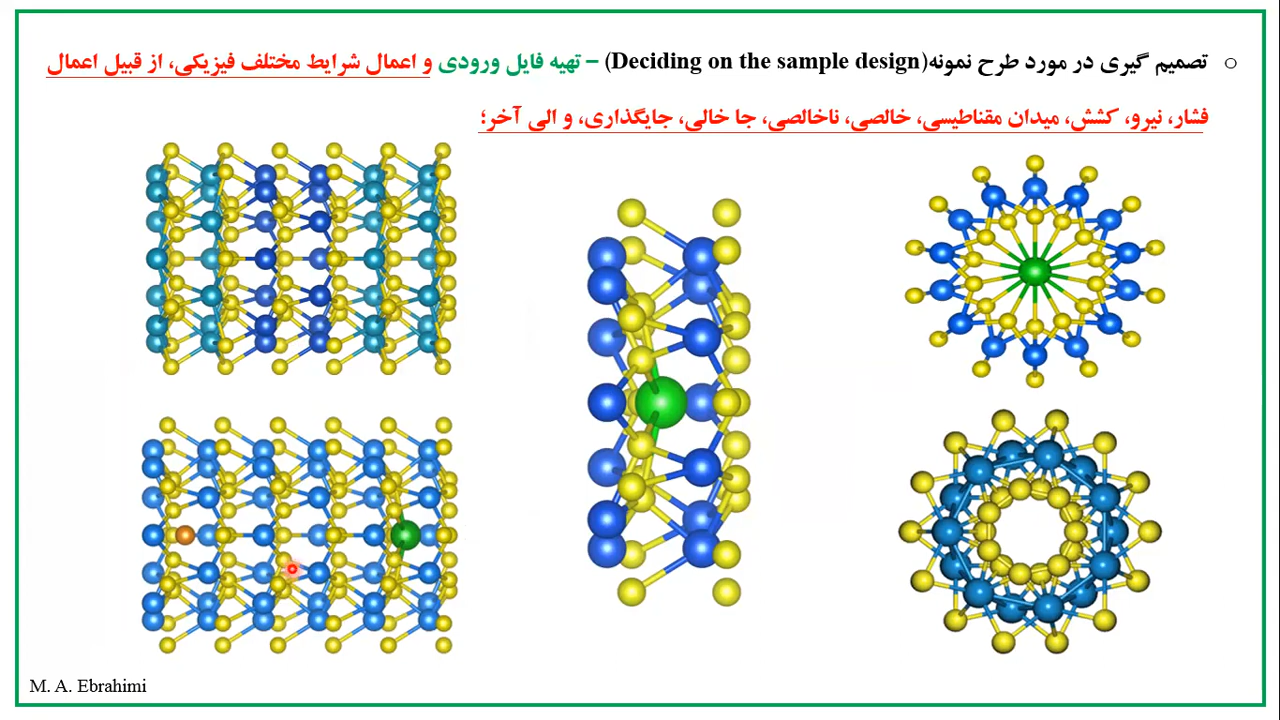 ○ تصمیم گیری در مورد طرح نمونه(Deciding on the sample design) – تهیه فایل ورودی و اعمال شرایط مختلف فیزیکی، از قبیل اعمال
فشار، نیرو، کشش، میدان مقناطیسی، خالصی، ناخالصی، جا خالی، جایگذاری، و الی آخر؛
M. A. Ebrahimi